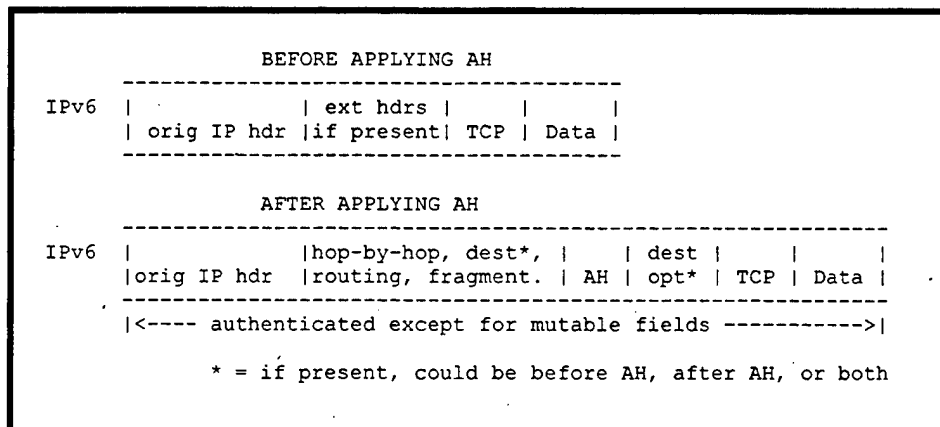 BEFORE APPLYING AH
---------------------------------------
IPv6 | | ext hdrs | | |
| orig IP hdr |if present| TCP | Data |
---------------------------------------
AFTER APPLYING AH
------------------------------------------------------------
IPv6 | |hop-by-hop, dest*, | | dest | | |
|orig IP hdr |routing, fragment. | AH | opt* | TCP | Data |
------------------------------------------------------------
|<---- authenticated except for mutable fields ----------->|
* = if present, could be before AH, after AH, or both